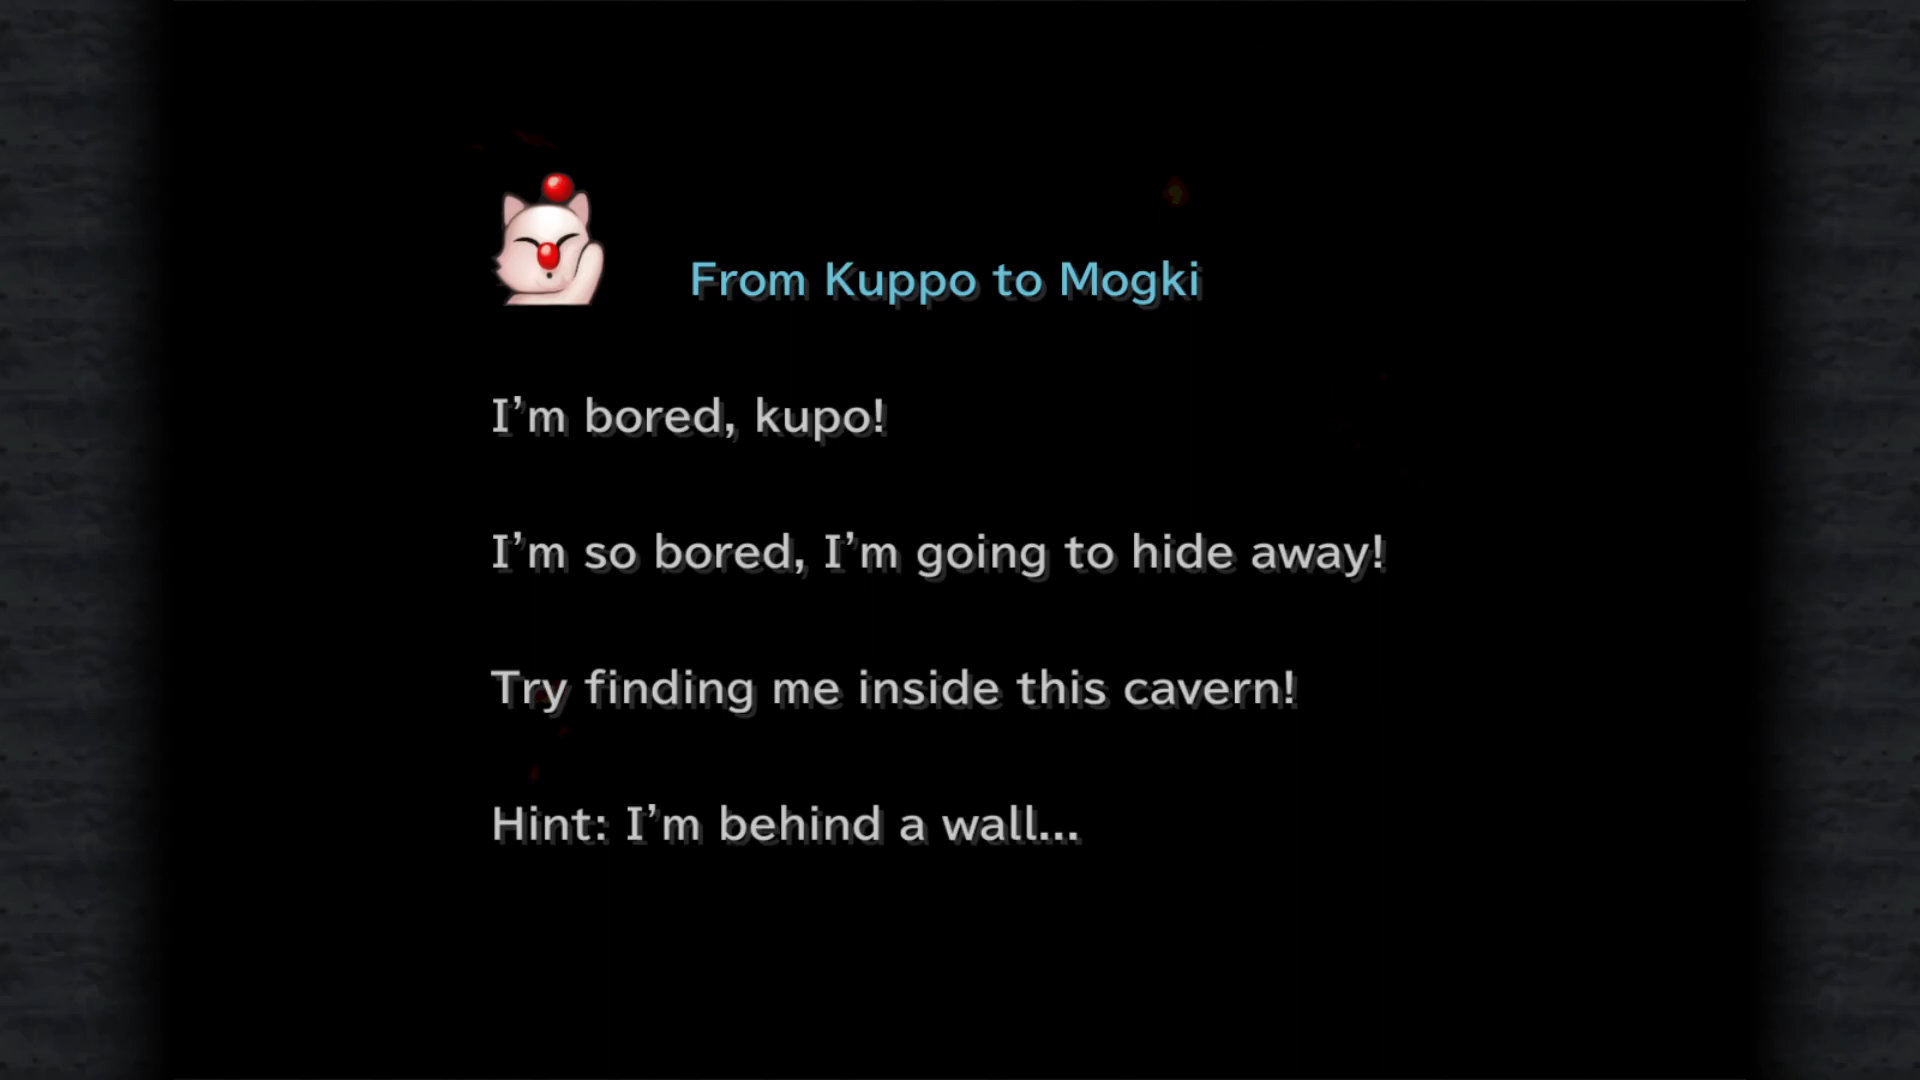 From Kuppo to Mogki
I’m bored, kupo!
I’m so bored, I’m going to hide away!
Try finding me inside this cavern!
Hint: I’m behind a wall...